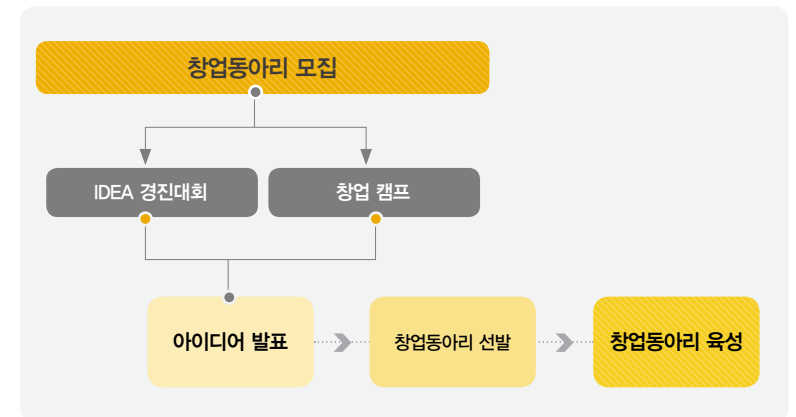 창업동아리 모집
IDEA 경진대회
창업 캠프
아이디어 발표
창업동아리 선발
창업동아리 육성